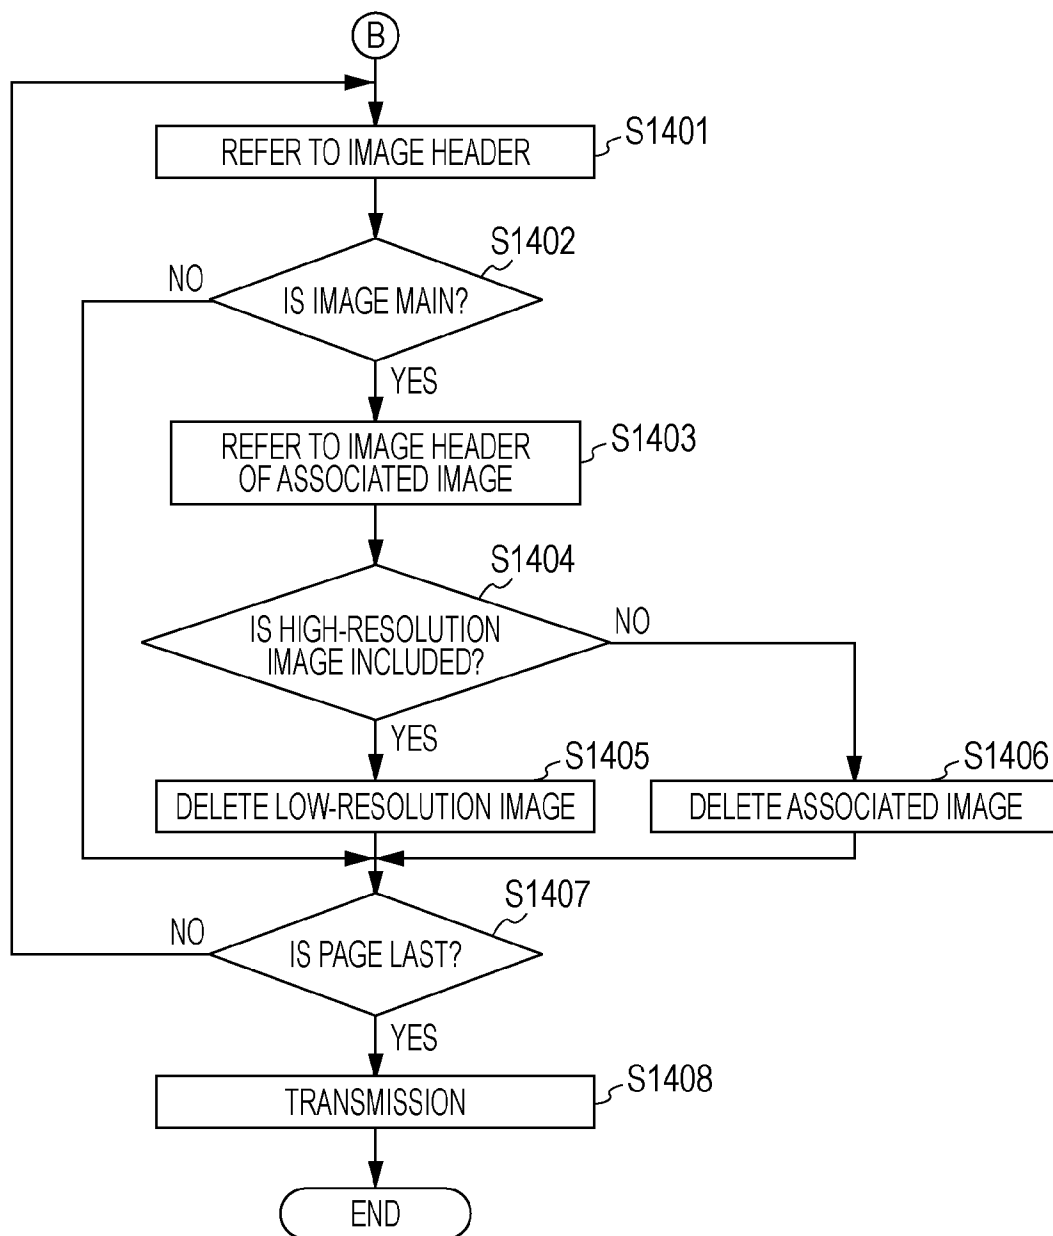 B
REFER TO IMAGE HEADER
S1401
S1402
NO
IS IMAGE MAIN?
YES
REFER TO IMAGE HEADER
OF ASSOCIATED IMAGE
S1403
S1404
IS HIGH-RESOLUTION
IMAGE INCLUDED?
NO
YES
S1405
S1406
DELETE LOW-RESOLUTION IMAGE
DELETE ASSOCIATED IMAGE
S1407
NO
IS PAGE LAST?
YES
S1408
TRANSMISSION
END